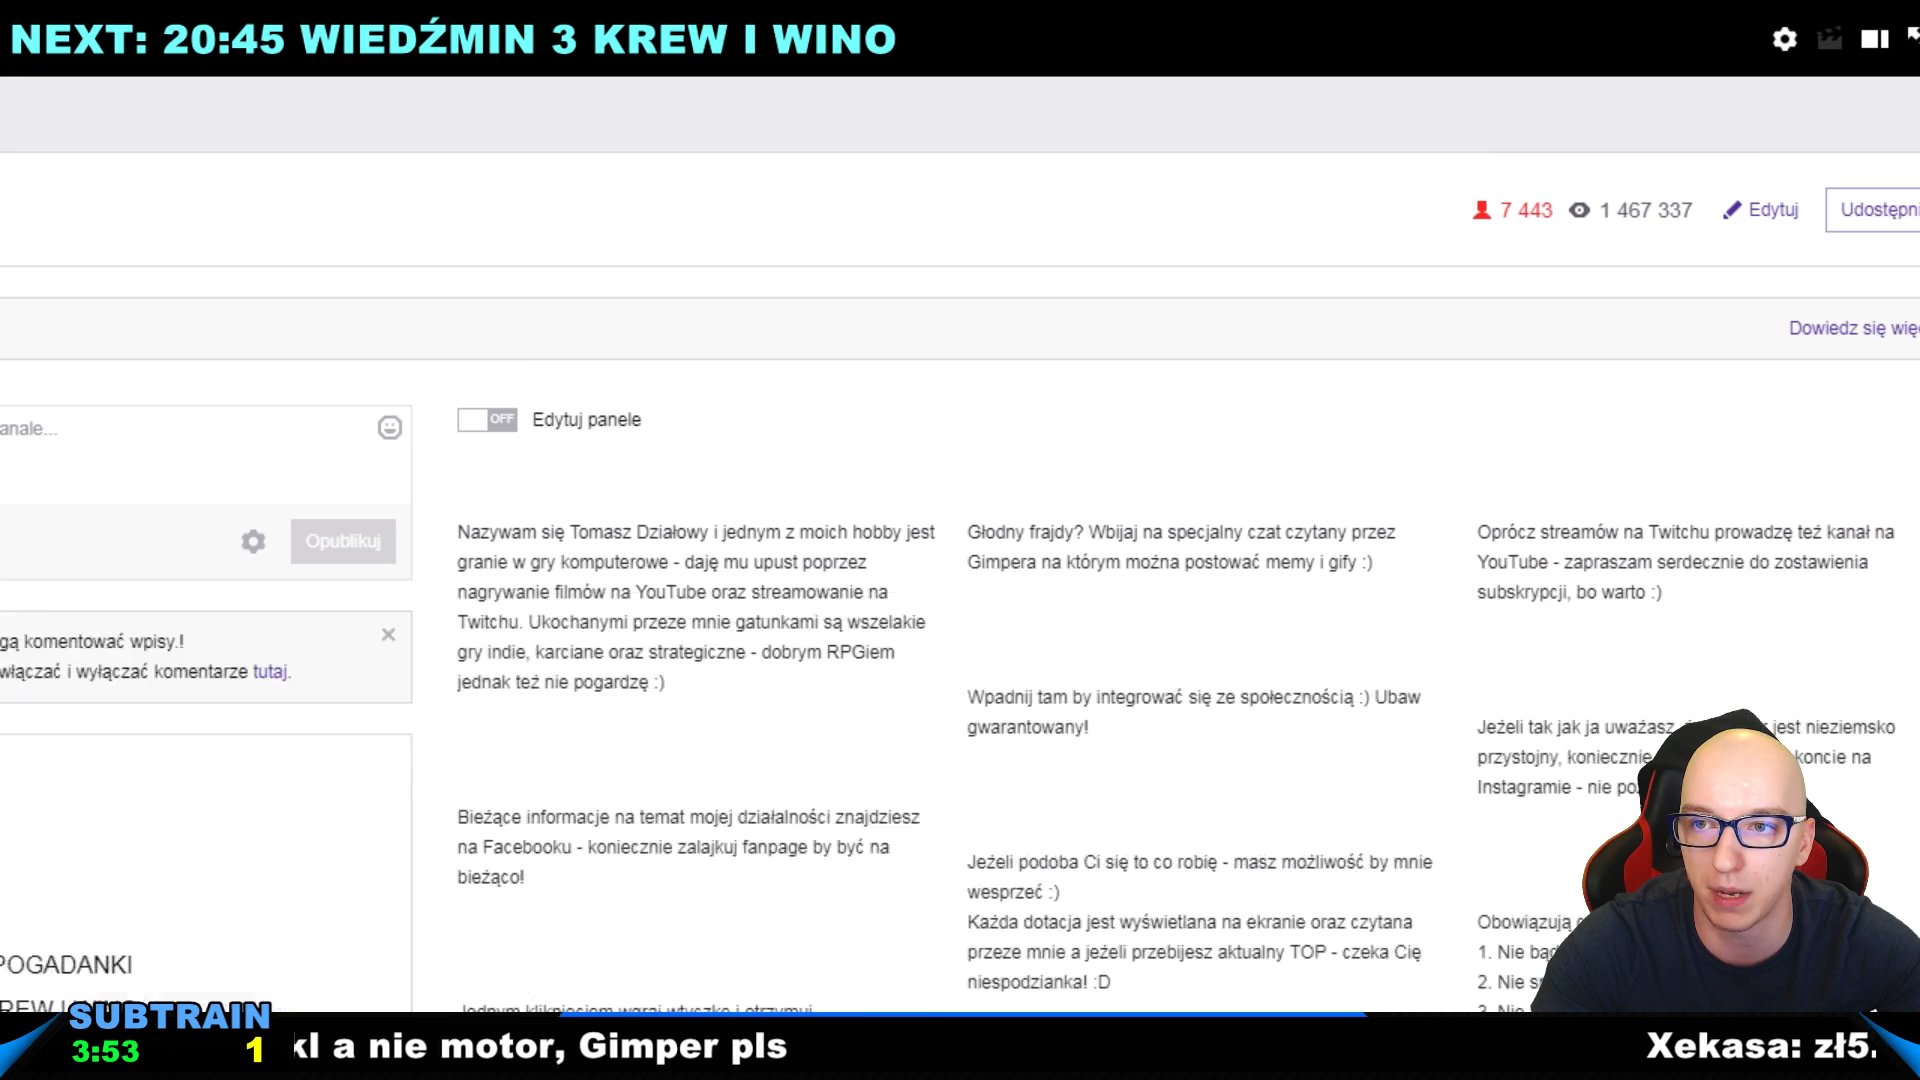 NEXT: 20:45 WIEDŹMIN 3 KREW I WINO
7 443
1 467 337
Edytuj
Udostępni
Dowiedz się wię
anale...
OFF
Edytuj panele
Opublikuj
gą komentować wpisy.!
włączać i wyłączać komentarze tutaj.
POGADANKI
Nazywam się Tomasz Działowy i jednym z moich hobby jest
granie w gry komputerowe - daję mu upust poprzez
nagrywanie filmów na YouTube oraz streamowanie na
Twitchu. Ukochanymi przeze mnie gatunkami są wszelakie
gry indie, karciane oraz strategiczne - dobrym RPGiem
jednak też nie pogardzę :)
Bieżące informacje na temat mojej działalności znajdziesz
na Facebooku - koniecznie zalajkuj fanpage by być na
bieżąco!
Jednym kliknięciem wgraj wtyczkę i otrzymuj
Głodny frajdy? Wbijaj na specjalny czat czytany przez
Gimpera na którym można postować memy i gify :)
Wpadnij tam by integrować się ze społecznością :) Ubaw
gwarantowany!
Jeżeli podoba Ci się to co robię - masz możliwość by mnie
wesprzeć :)
Każda dotacja jest wyświetlana na ekranie oraz czytana
przeze mnie a jeżeli przebijesz aktualny TOP - czeka Cię
niespodzianka! :D
Oprócz streamów na Twitchu prowadzę też kanał na
YouTube - zapraszam serdecznie do zostawienia
subskrypcji, bo warto :)
Jeżeli tak jak ja uważasz, jest nieziemsko
przystojny, koniecznie koncie na
Instagramie - nie
Obowiązują
1. Nie
2. Nie
3. Nie
SUBTRAIN
3:53 1
kl a nie motor, Gimper pls
Xekasa: zł5.